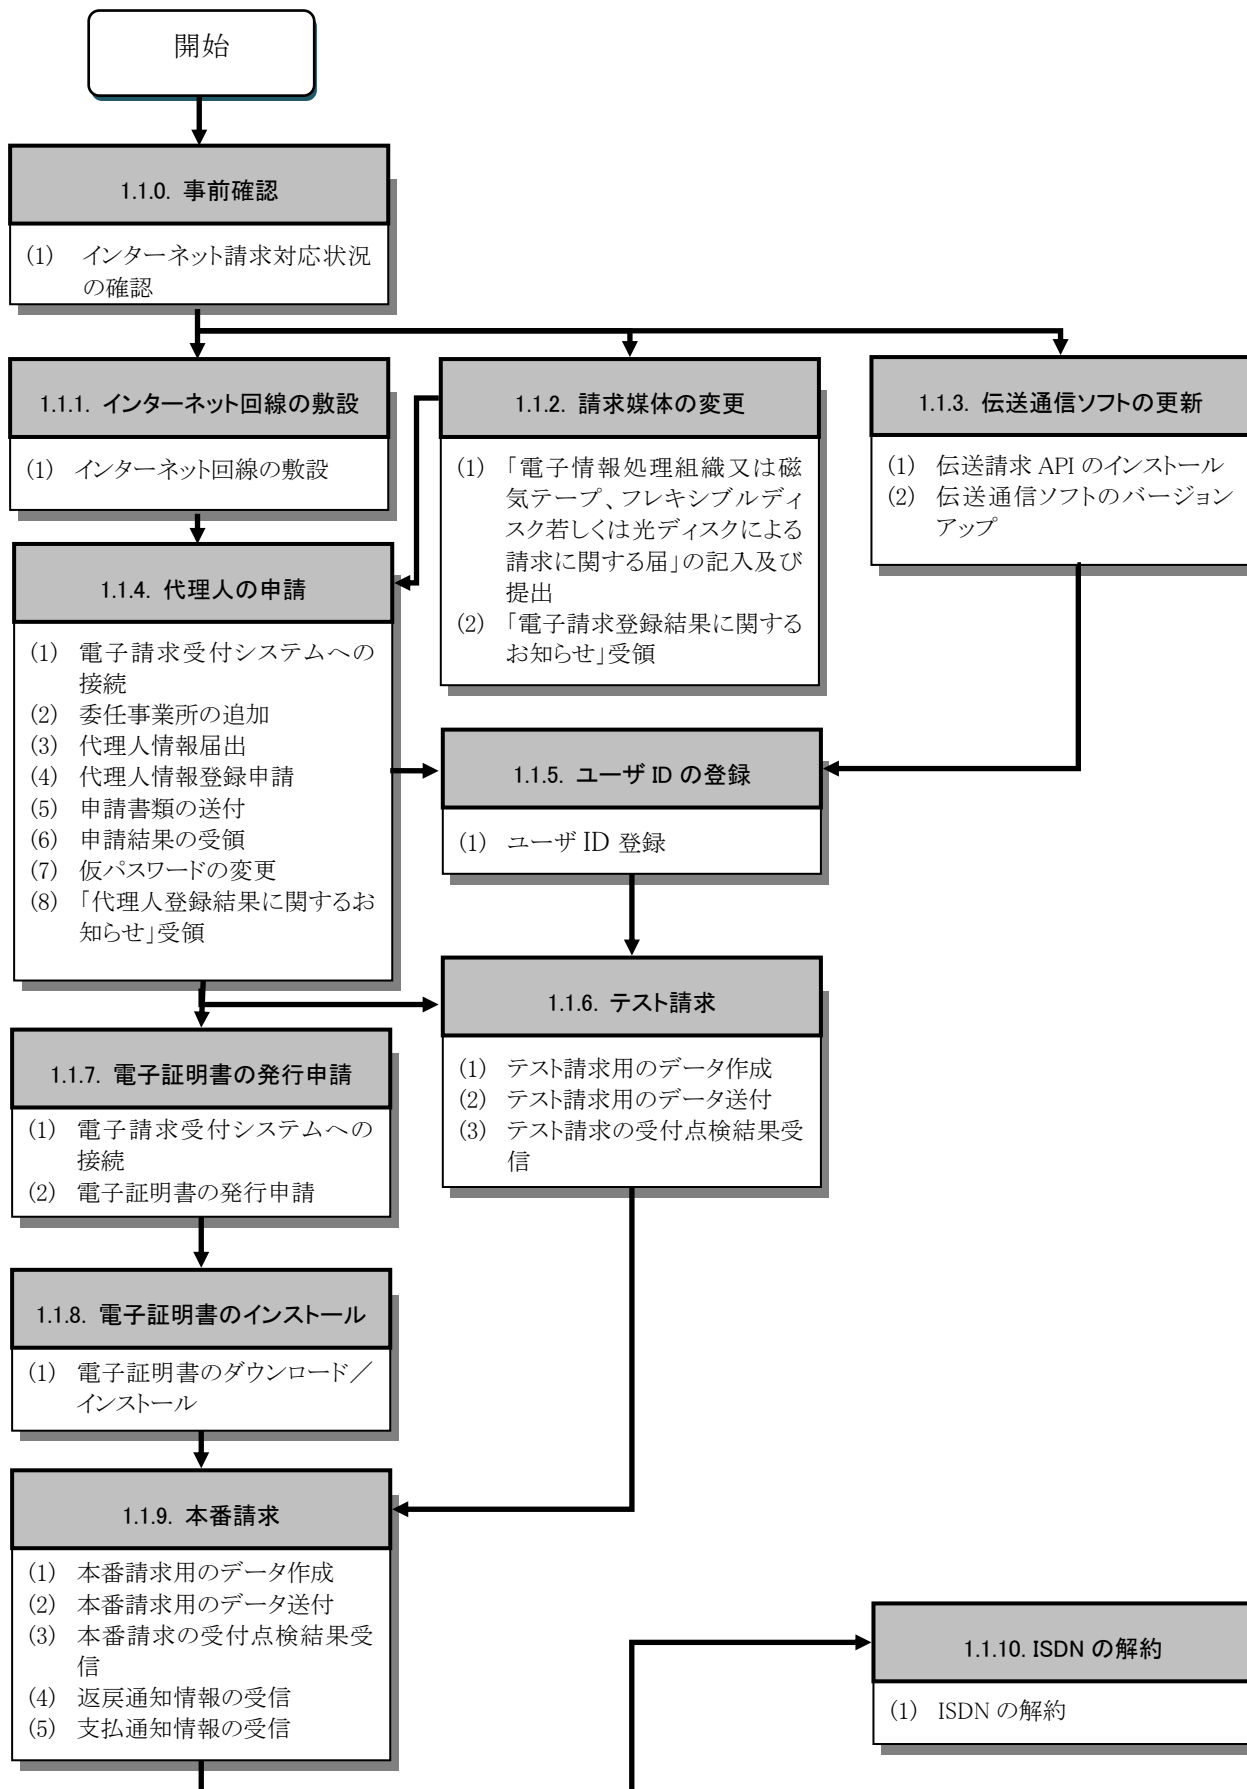 開始
1.1.0. 事前確認
(1) インターネット請求対応状況
の確認
1.1.1. インターネット回線の敷設
(1) インターネット回線の敷設
1.1.2. 請求媒体の変更
(1) 「電子情報処理組織又は磁
気テープ、フレキシブルディ
スク若しくは光ディスクによる
請求に関する届」の記入及び
提出
(2) 「電子請求登録結果に関する
お知らせ」受領
1.1.3. 伝送通信ソフトの更新
(1) 伝送請求 API のインストール
(2) 伝送通信ソフトのバージョン
アップ
1.1.4. 代理人の申請
(1) 電子請求受付システムへの
接続
(2) 委任事業所の追加
(3) 代理人情報届出
(4) 代理人情報登録申請
(5) 申請書類の送付
(6) 申請結果の受領
(7) 仮パスワードの変更
(8) 「代理人登録結果に関するお
知らせ」受領
1.1.5. ユーザ ID の登録
(1) ユーザ ID 登録
1.1.6. テスト請求
(1) テスト請求用のデータ作成
(2) テスト請求用のデータ送付
(3) テスト請求の受付点検結果受
信
1.1.7. 電子証明書の発行申請
(1) 電子請求受付システムへの
接続
(2) 電子証明書の発行申請
1.1.8. 電子証明書のインストール
(1) 電子証明書のダウンロード／
インストール
1.1.9. 本番請求
(1) 本番請求用のデータ作成
(2) 本番請求用のデータ送付
(3) 本番請求の受付点検結果受
信
(4) 返戻通知情報の受信
(5) 支払通知情報の受信
1.1.10. ISDN の解約
(1) ISDN の解約